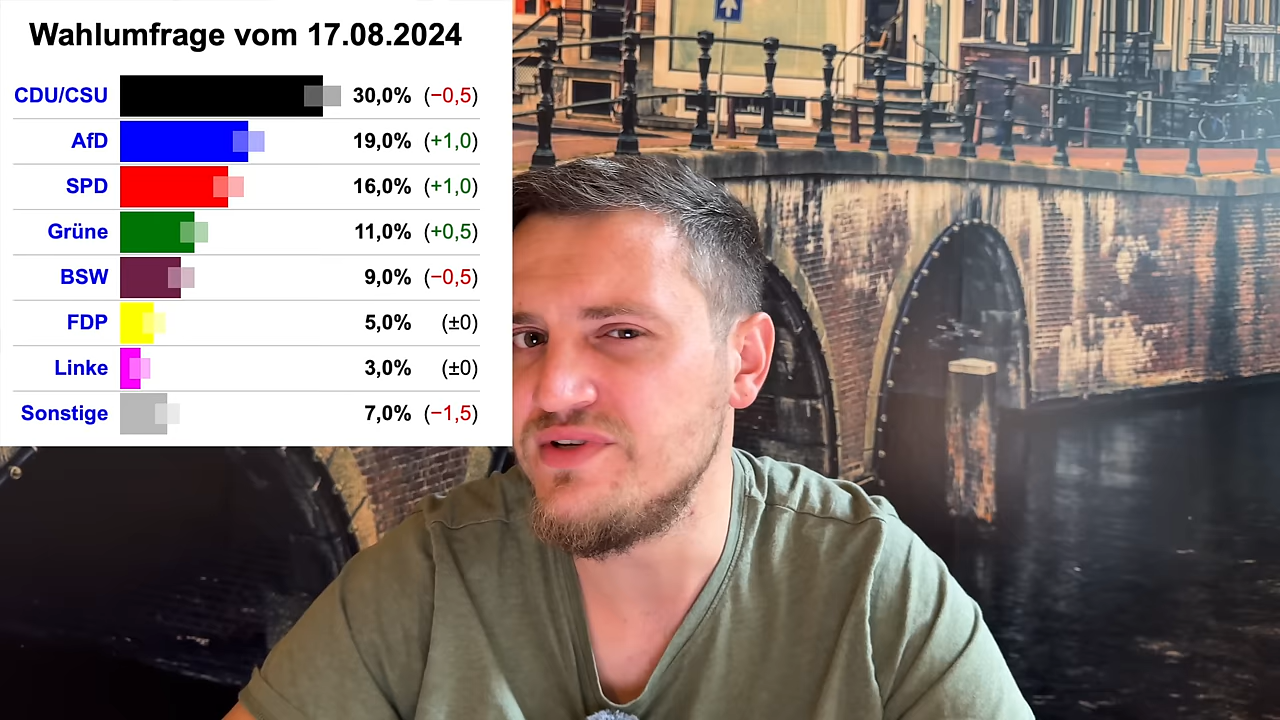 Wahlumfrage vom 17.08.2024
CDU/CSU 30,0% (−0,5)
AfD 19,0% (+1,0)
SPD 16,0% (+1,0)
Grüne 11,0% (+0,5)
BSW 9,0% (−0,5)
FDP 5,0% (±0)
Linke 3,0% (±0)
Sonstige 7,0% (−1,5)